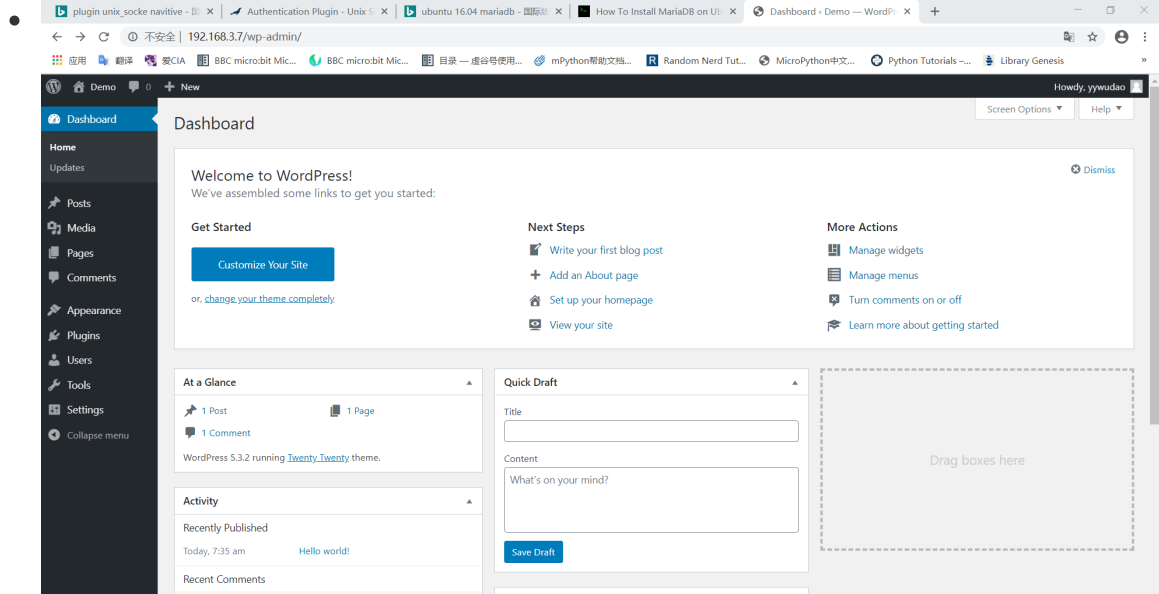 plugin unix_socke navitive - 国
Authentication Plugin - Unix S
ubuntu 16.04 mariadb - 国际版
How To Install MariaDB on Ub
Dashboard ‹ Demo — WordPr
不安全 | 192.168.3.7/wp-admin/
应用 翻译 爱CIA BBC micro:bit Mic... BBC micro:bit Mic... 目录 — 虚谷号使用... mPython帮助文档... Random Nerd Tut... MicroPython中文... Python Tutorials –... Library Genesis »
Demo 0 + New Howdy, yywudao
Screen Options Help
Dashboard
Home
Updates
Posts
Media
Pages
Comments
Appearance
Plugins
Users
Tools
Settings
Collapse menu
Dashboard
Welcome to WordPress!
Dismiss
We've assembled some links to get you started:
Get Started
Customize Your Site
or, change your theme completely
Next Steps
Write your first blog post
Add an About page
Set up your homepage
View your site
More Actions
Manage widgets
Manage menus
Turn comments on or off
Learn more about getting started
At a Glance
1 Post 1 Page
1 Comment
WordPress 5.3.2 running Twenty Twenty theme.
Activity
Recently Published
Today, 7:35 am Hello world!
Recent Comments
Quick Draft
Title
Content
What's on your mind?
Save Draft
Drag boxes here